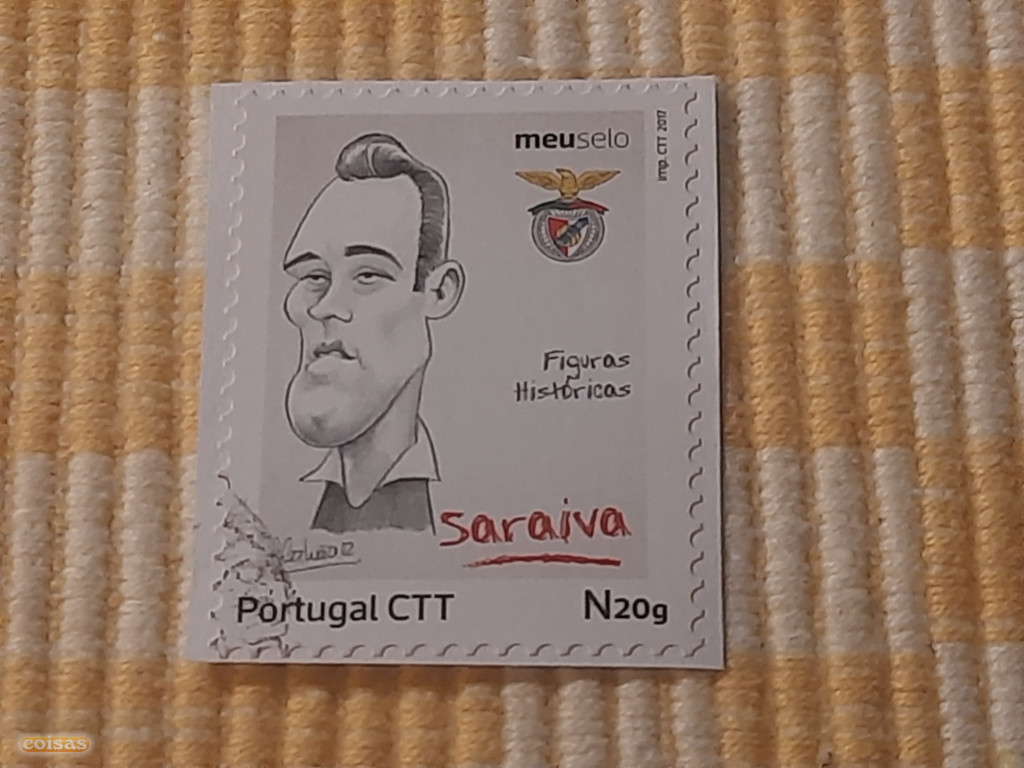 meuselo
imp. CTT 2017
Figuras
Históricas
saraiva
Portugal CTT
N20g
coisas